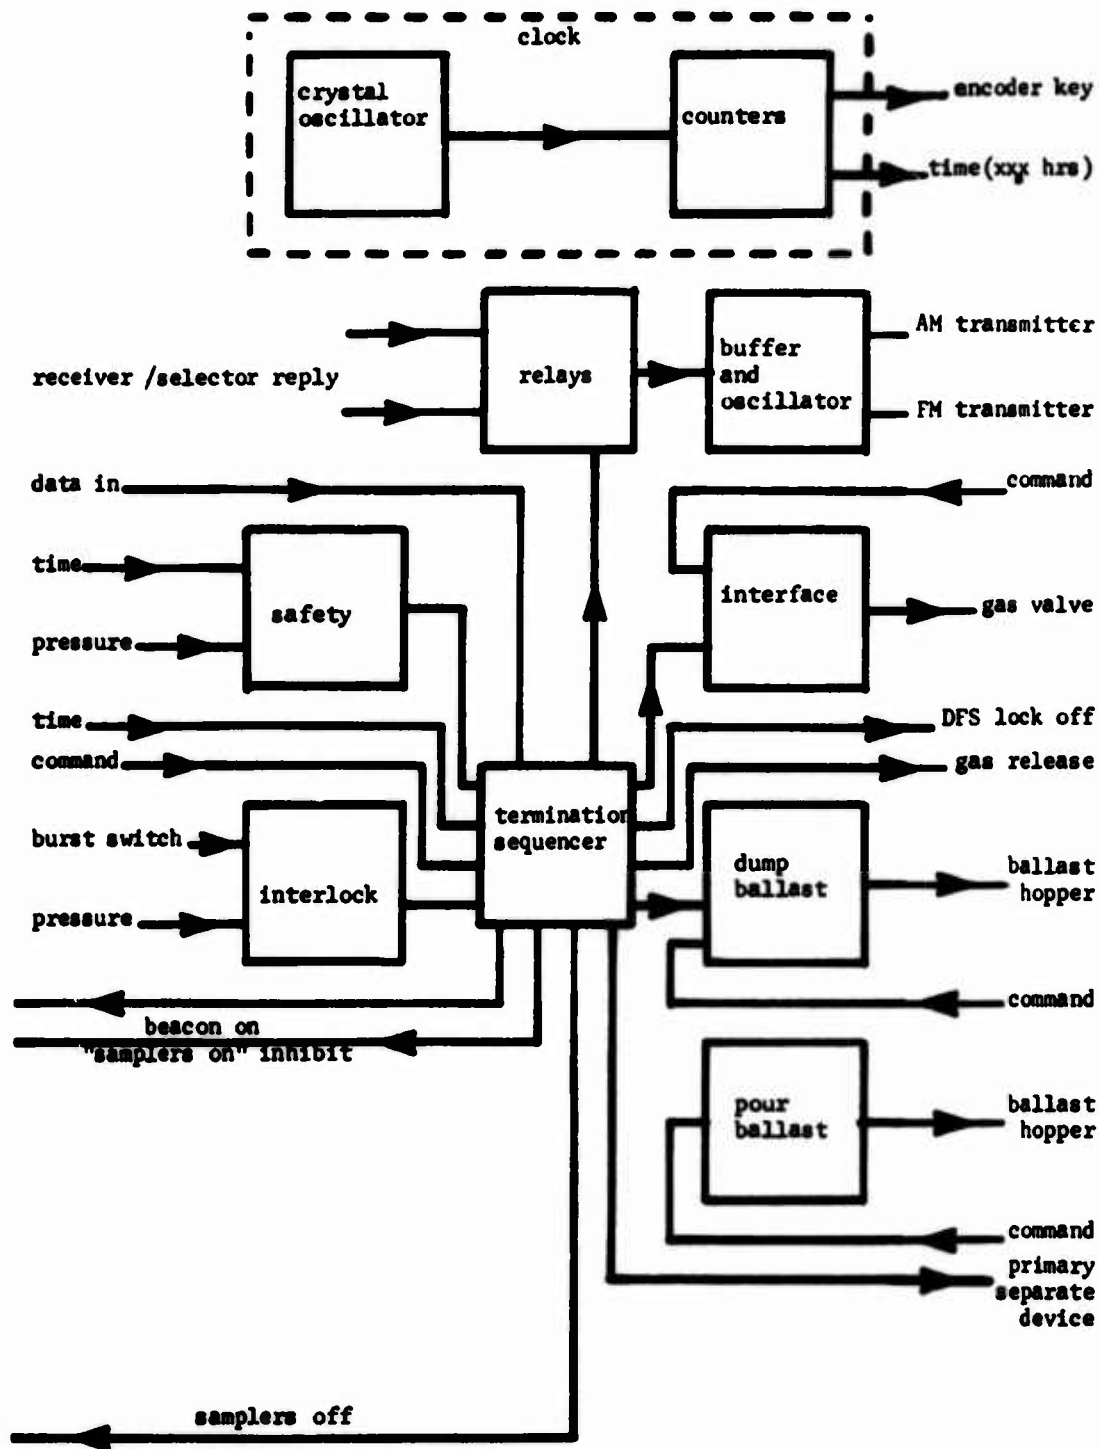 clock
crystal
oscillator
counters
encoder key
time(xxx hrs)
relays
buffer
and
oscillator
AM transmitter
FM transmitter
receiver /selector reply
data in
command
time
safety
interface
gas valve
pressure
time
DFS lock off
command
gas release
termination
sequencer
burst switch
interlock
dump
ballast
ballast
hopper
pressure
command
beacon on
"samplers on" inhibit
pour
ballast
ballast
hopper
command
primary
separate
device
samplers off